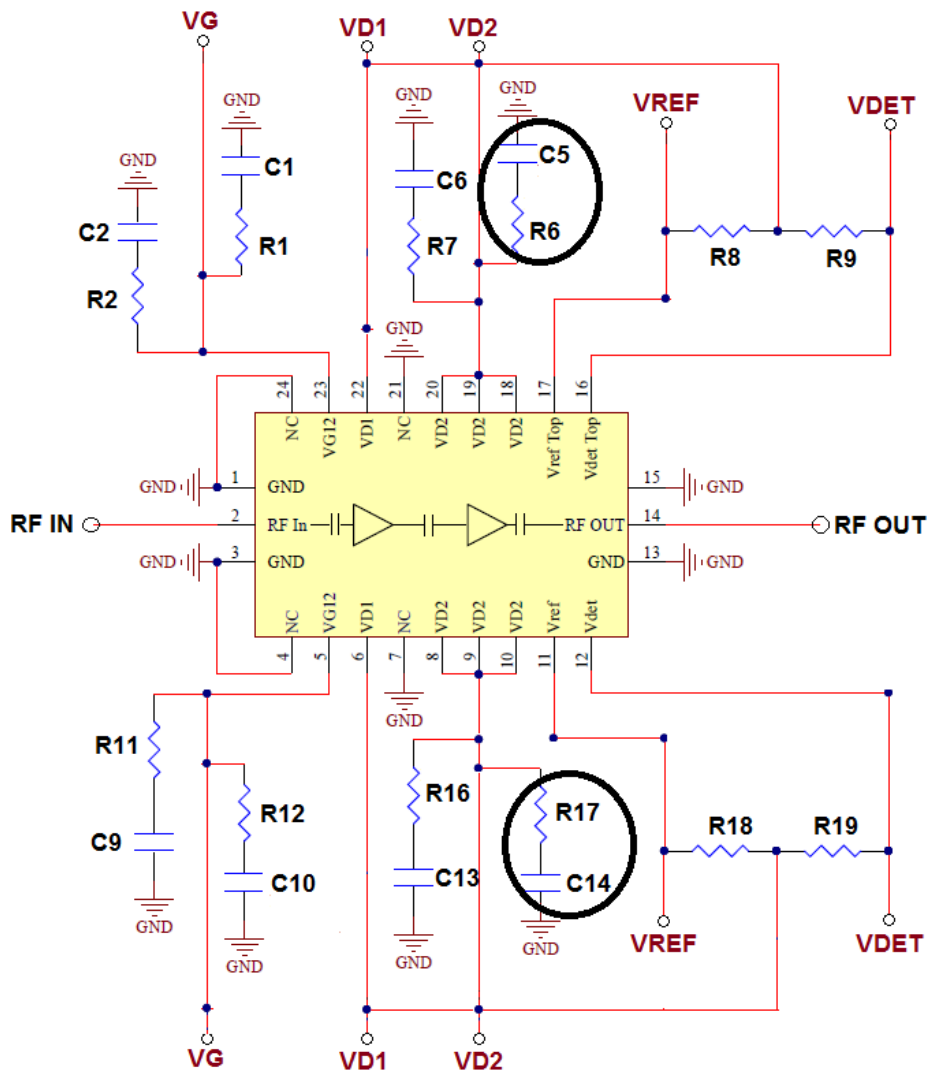 VG
VD1
VD2
GND
GND
GND
GND
VREF
VDET
C1
C5
C6
C2
R1
R7
R6
R8
R9
R2
GND
24
23
22
21
20
19
18
17
16
NC
VG12
VD1
NC
VD2
VD2
VD2
Vref Top
Vdet Top
GND
1
GND
15
GND
RF IN
2
RF In
RF OUT
14
RF OUT
GND
3
GND
GND
13
GND
NC
VG12
VD1
NC
VD2
VD2
VD2
Vref
Vdet
4
5
6
7
8
9
10
11
12
GND
R11
R12
R16
R17
R18
R19
C9
C10
C13
C14
GND
GND
GND
GND
VREF
VDET
VG
VD1
VD2